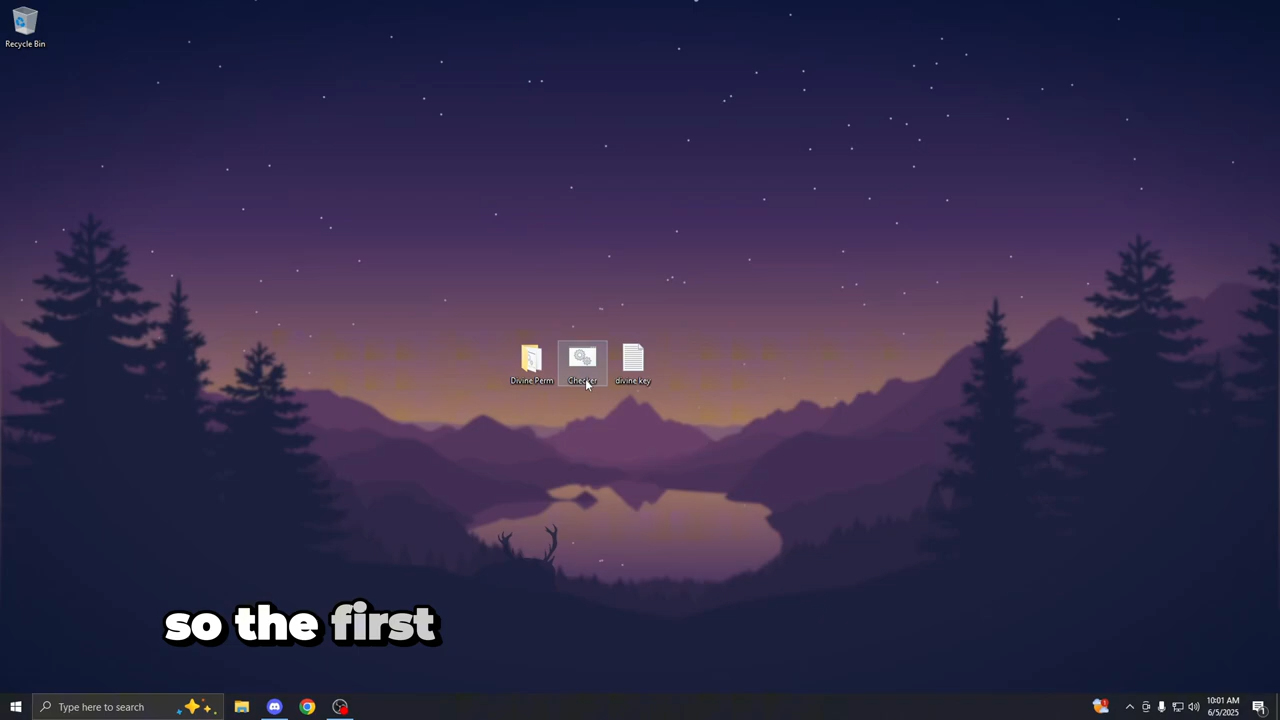 Recycle Bin
Divine Perm
Checker
divine key
so the first
Type here to search
10:01 AM
6/5/2025